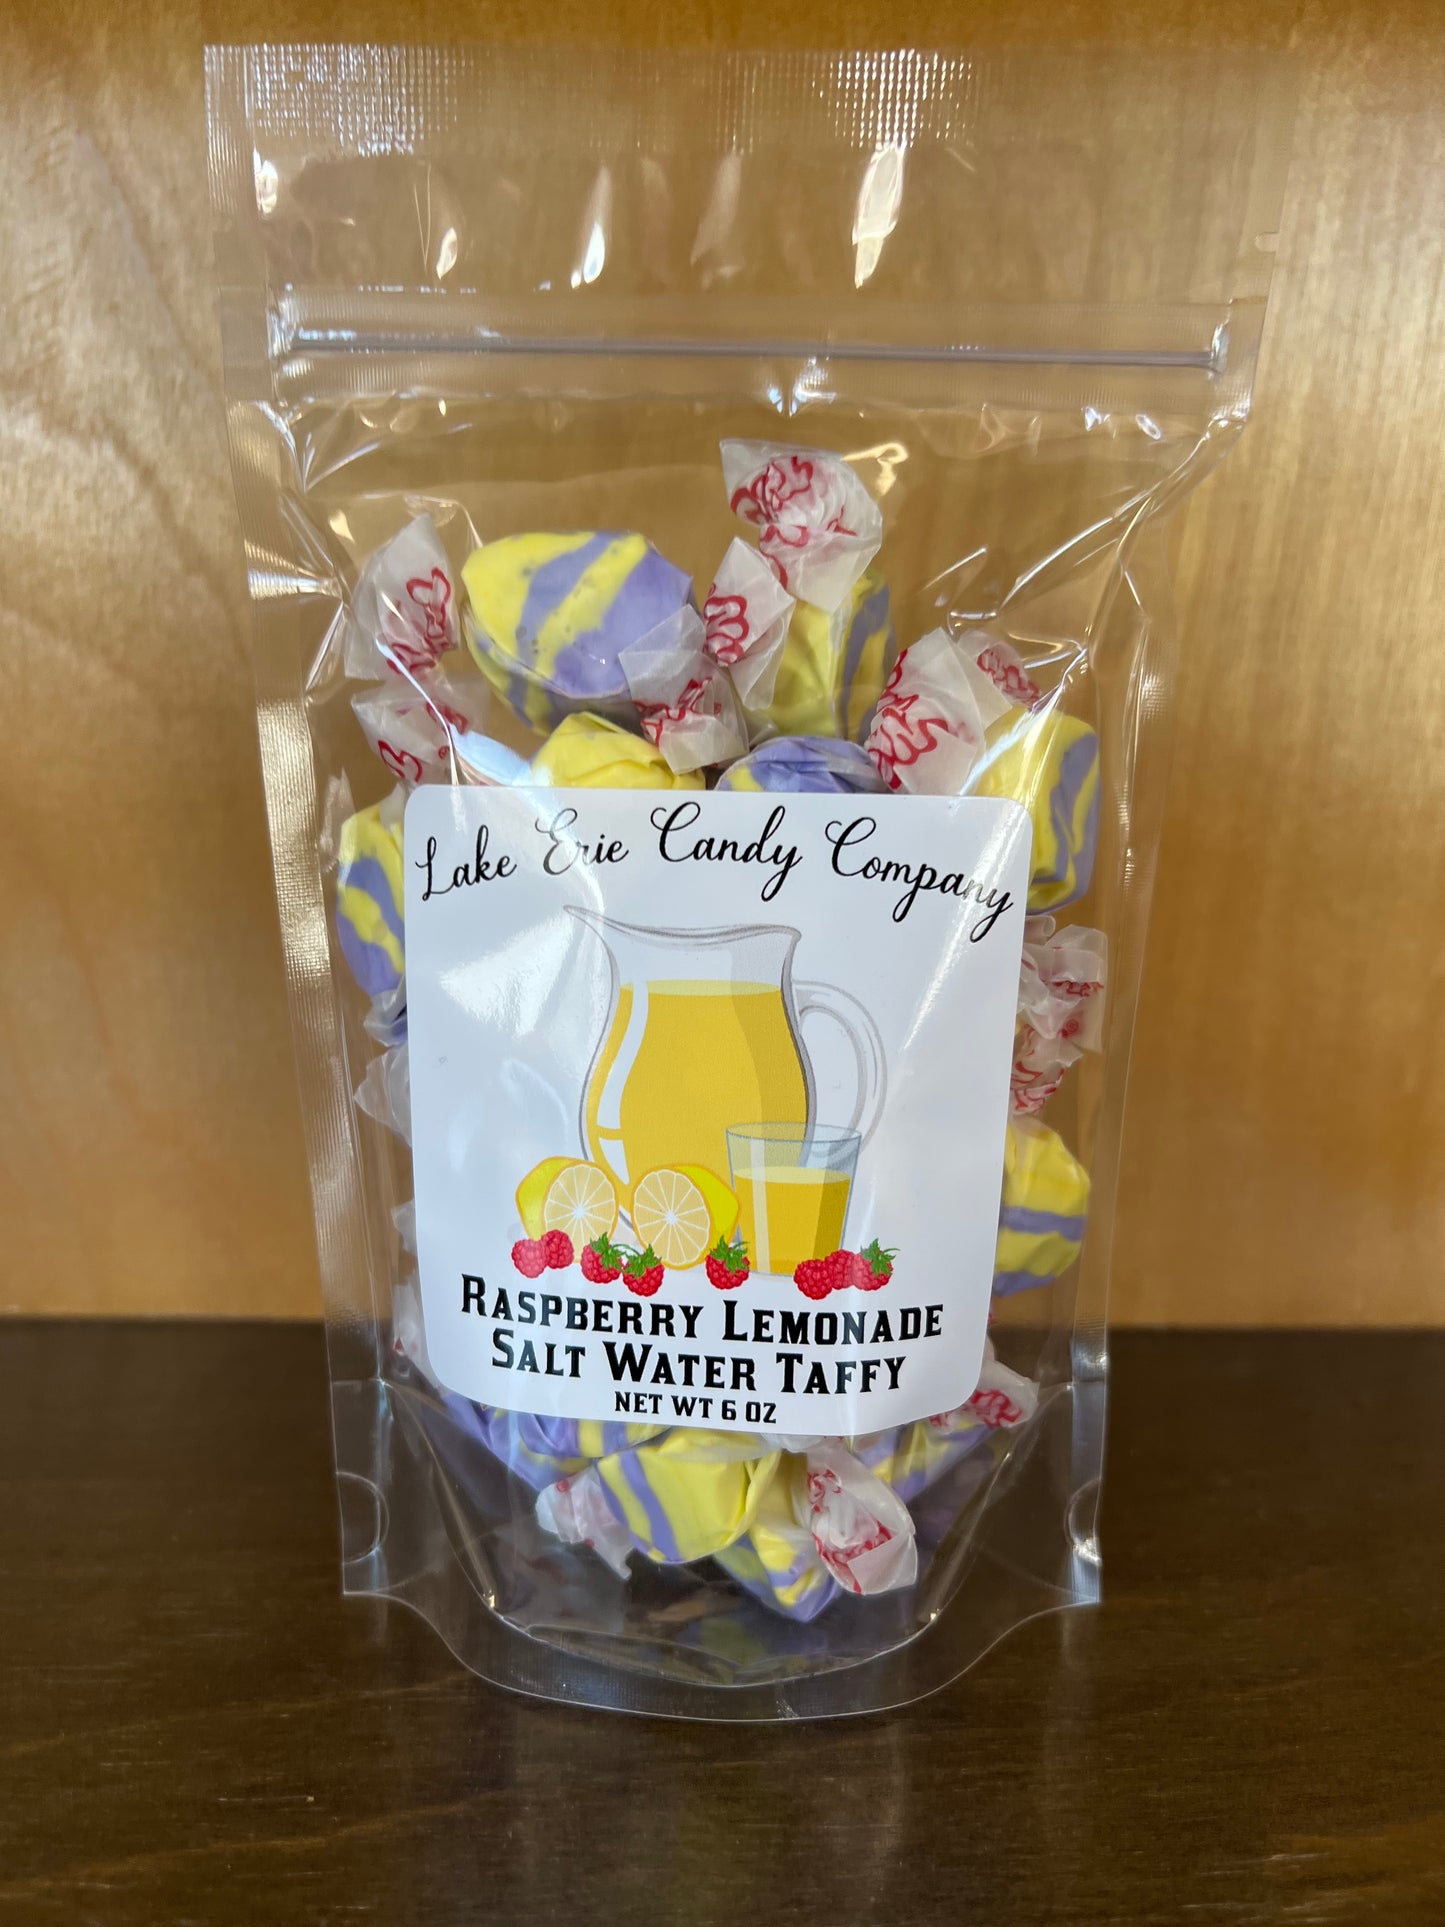 Lake Erie Candy Company
RASPBERRY LEMONADE
SALT WATER TAFFY
NET WT 6 OZ